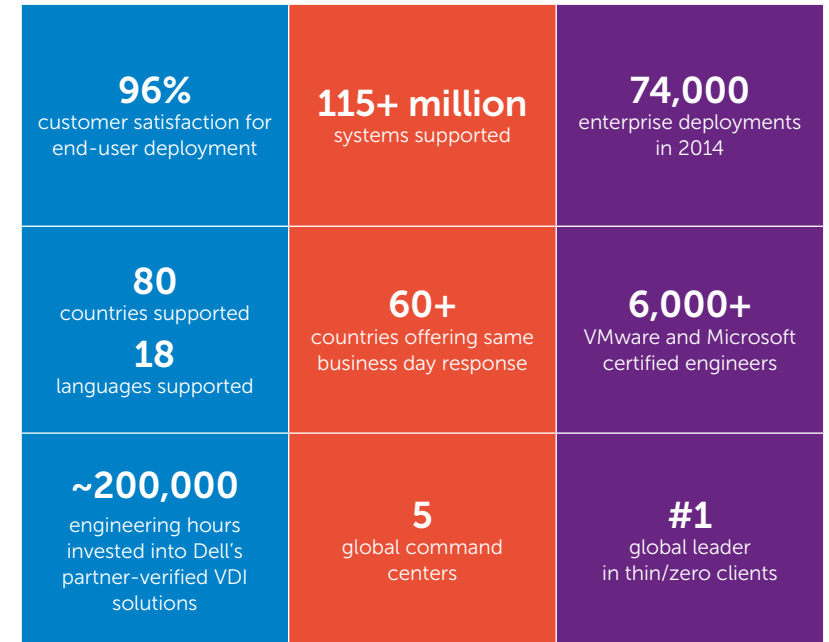 96%
customer satisfaction for
end-user deployment
115+ million
systems supported
74,000
enterprise deployments
in 2014
80
countries supported
18
languages supported
60+
countries offering same
business day response
6,000+
VMware and Microsoft
certified engineers
~200,000
engineering hours
invested into Dell's
partner-verified VDI
solutions
5
global command
centers
#1
global leader
in thin/zero clients